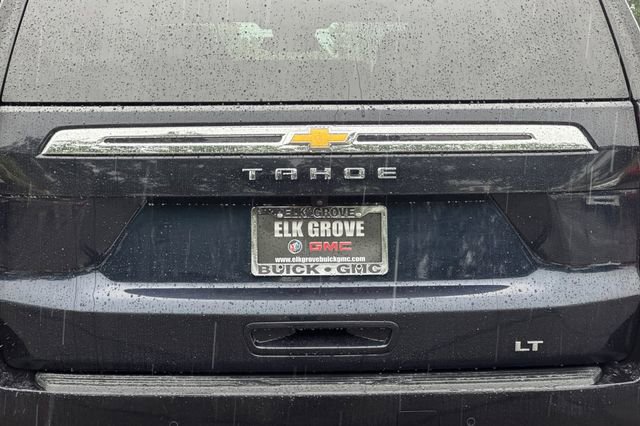 TAHOE
ELK GROVE
ELK GROVE
GMC
www.elkgrovebuickgmc.com
BUICK • GMC
LT